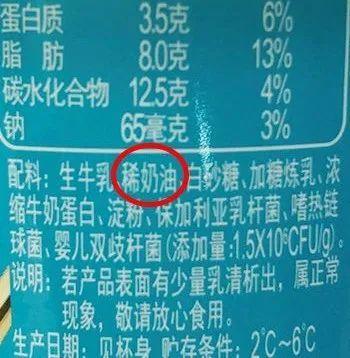 蛋白质 3.5克 6%
脂 肪 8.0克 13%
碳水化合物 12.5克 4%
钠 65毫克 3%
配料：生牛乳、稀奶油、白砂糖、加糖炼乳、浓
缩牛奶蛋白、淀粉、保加利亚乳杆菌、嗜热链
球菌、婴儿双歧杆菌(添加量:1.5X10⁶CFU/g)。
说明：若产品表面有少量乳清析出，属正常
现象，敬请放心食用。
生产日期：见杯身 贮存条件：2℃~6℃